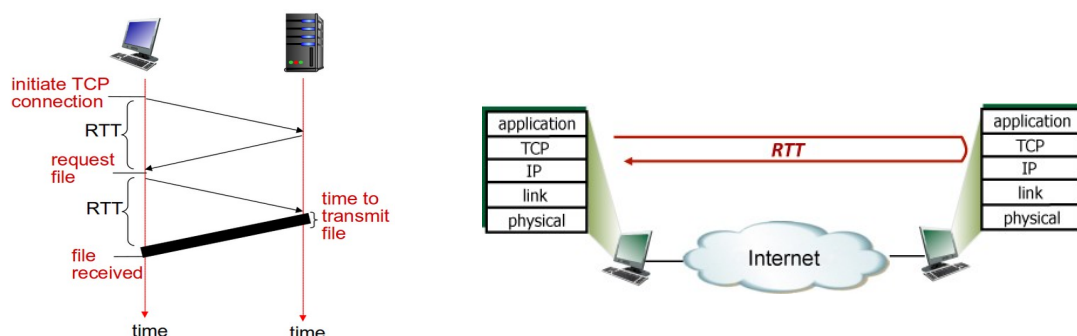 initiate TCP
connection
RTT
request
file
RTT
time to
transmit
file
file
received
time
time
application
TCP
IP
link
physical
RTT
Internet
application
TCP
IP
link
physical